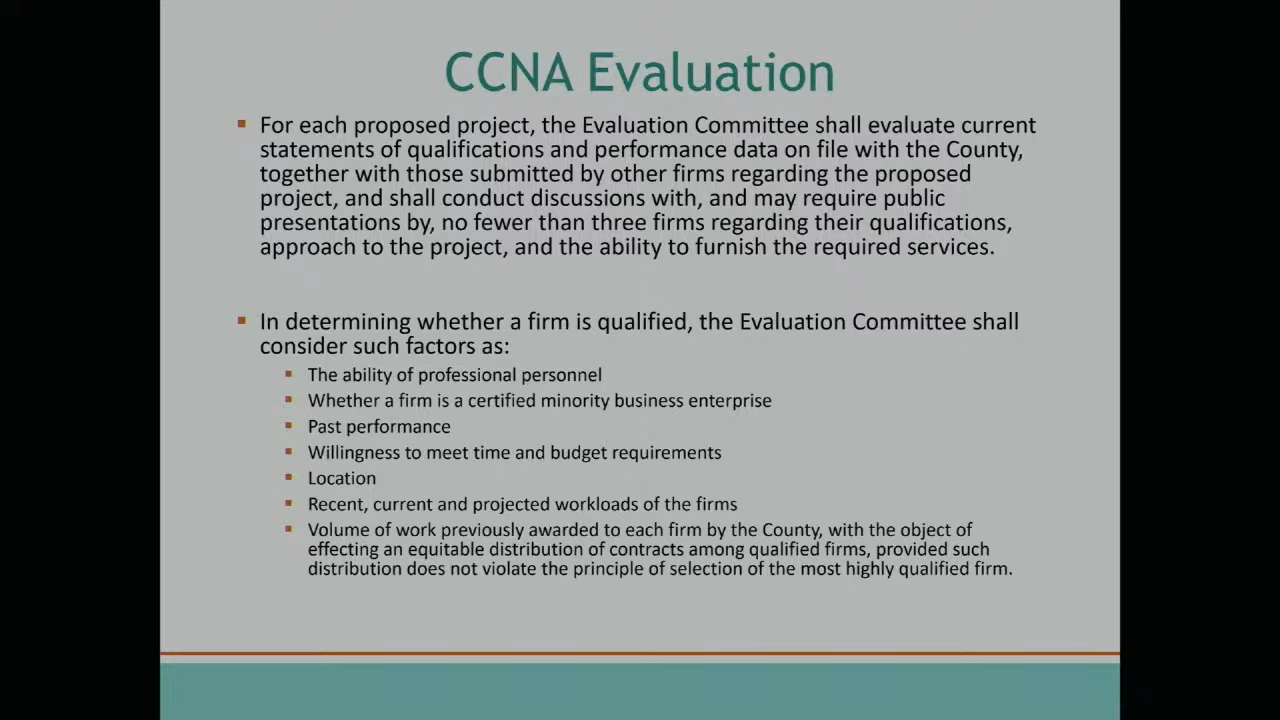 CCNA Evaluation
For each proposed project, the Evaluation Committee shall evaluate current
statements of qualifications and performance data on file with the County,
together with those submitted by other firms regarding the proposed
project, and shall conduct discussions with, and may require public
presentations by, no fewer than three firms regarding their qualifications,
approach to the project, and the ability to furnish the required services.
In determining whether a firm is qualified, the Evaluation Committee shall
consider such factors as:
The ability of professional personnel
Whether a firm is a certified minority business enterprise
Past performance
Willingness to meet time and budget requirements
Location
Recent, current and projected workloads of the firms
Volume of work previously awarded to each firm by the County, with the object of
effecting an equitable distribution of contracts among qualified firms, provided such
distribution does not violate the principle of selection of the most highly qualified firm.